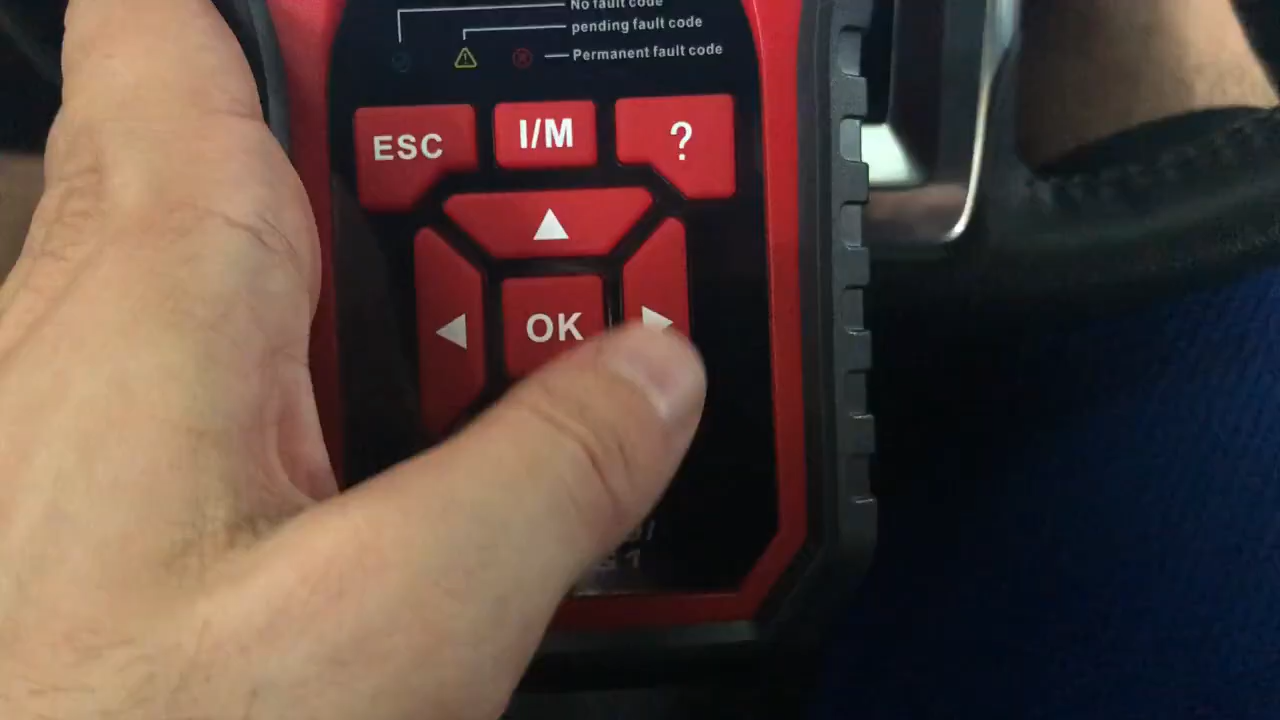 No fault code
pending fault code
Permanent fault code
ESC
I/M
?
OK